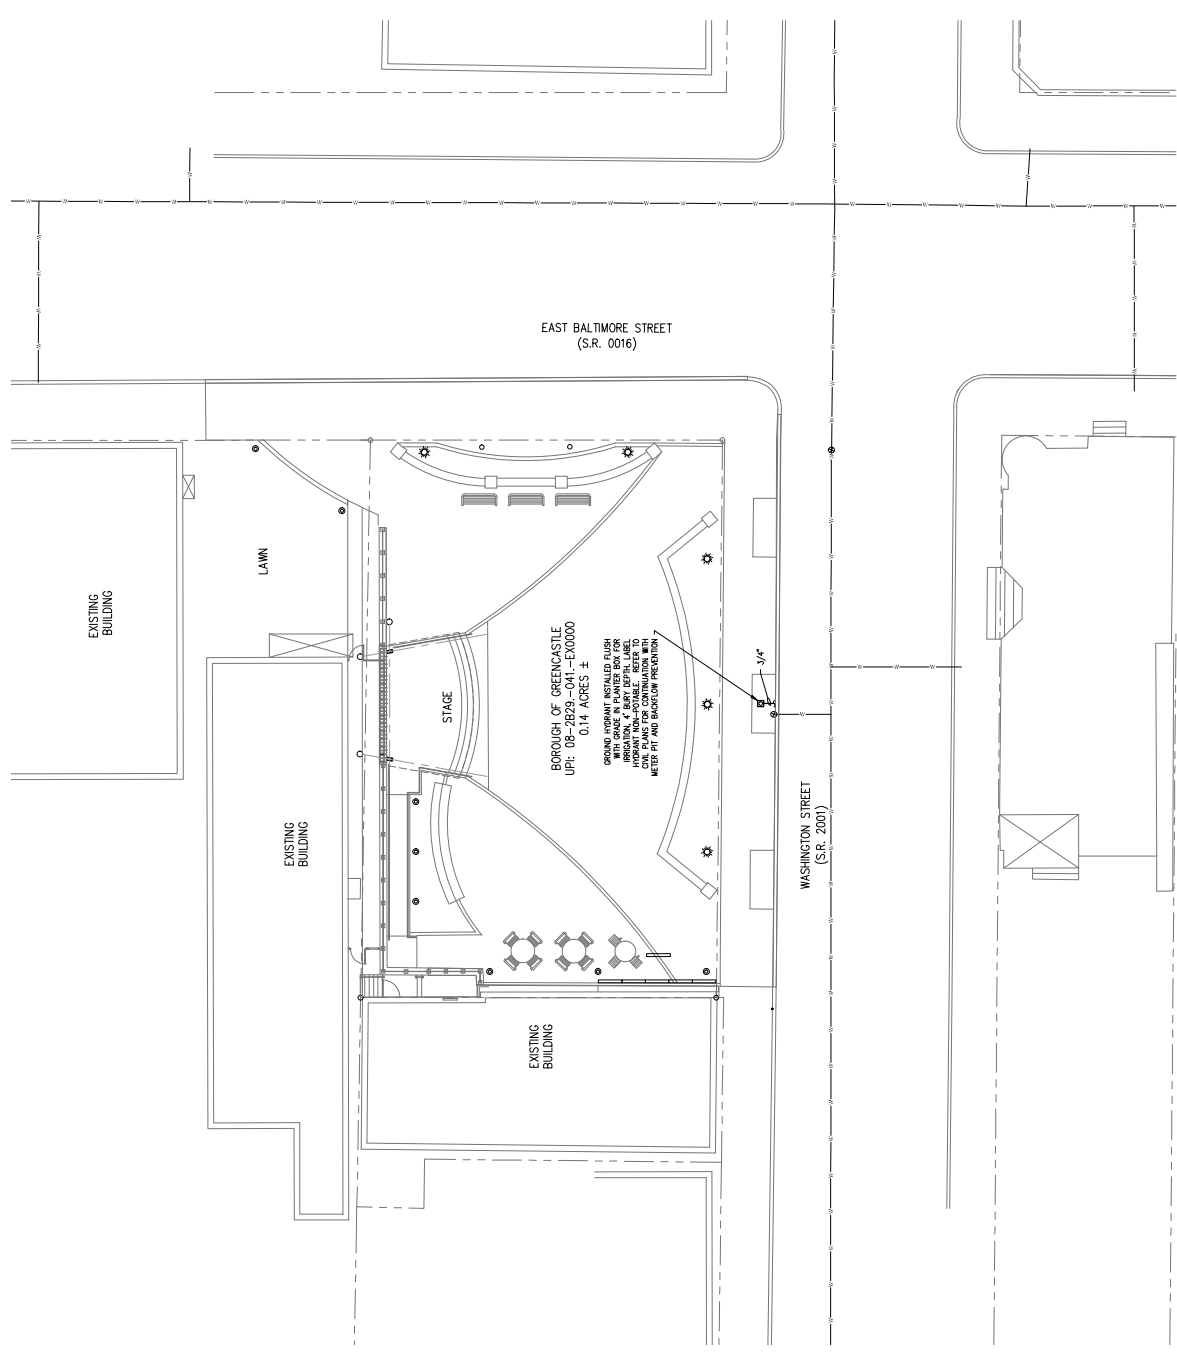 EAST BALTIMORE STREET
(S.R. 0016)
LAWN
EXISTING
BUILDING
STAGE
BOROUGH OF GREENCASTLE
UPI: 08-2B29.-041.-EX0000
0.14 ACRES ±
GROUND HYDRANT INSTALLED FLUSH
WITH GRADE IN PLANTER BOX FOR
IRRIGATION, 4' BURY DEPTH. LABEL
HYDRANT NON-POTABLE. REFER TO
CIVIL PLANS FOR CONTINUATION WITH
METER PIT AND BACKFLOW PREVENTION
3/4"
EXISTING
BUILDING
WASHINGTON STREET
(S.R. 2001)
EXISTING
BUILDING